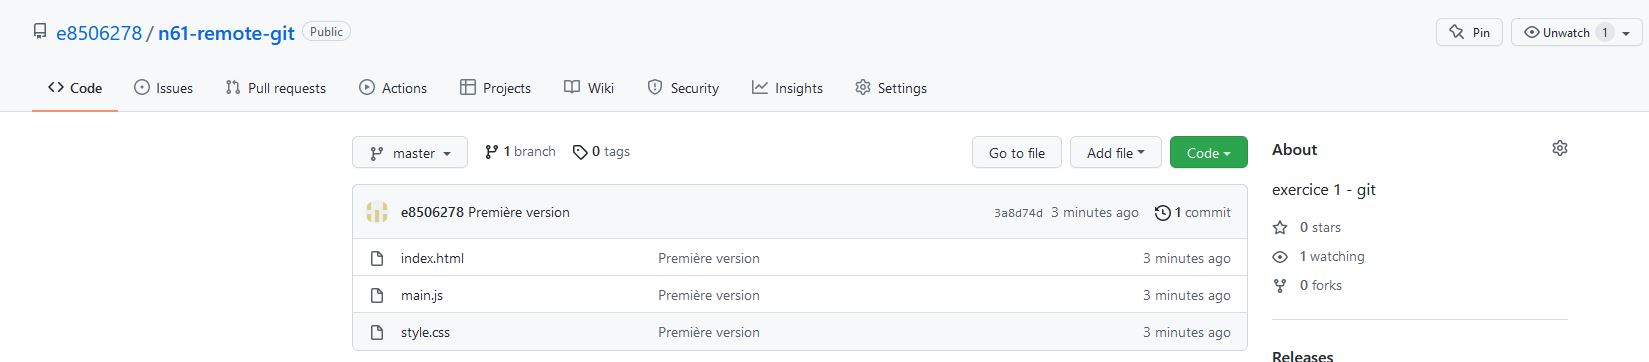 e8506278 / n61-remote-git Public Pin Unwatch 1
Code Issues Pull requests Actions Projects Wiki Security Insights Settings
master 1 branch 0 tags Go to file Add file Code
e8506278 Première version 3a8d74d 3 minutes ago 1 commit
index.html Première version 3 minutes ago
main.js Première version 3 minutes ago
style.css Première version 3 minutes ago
About
exercice 1 - git
0 stars
1 watching
0 forks
Releases